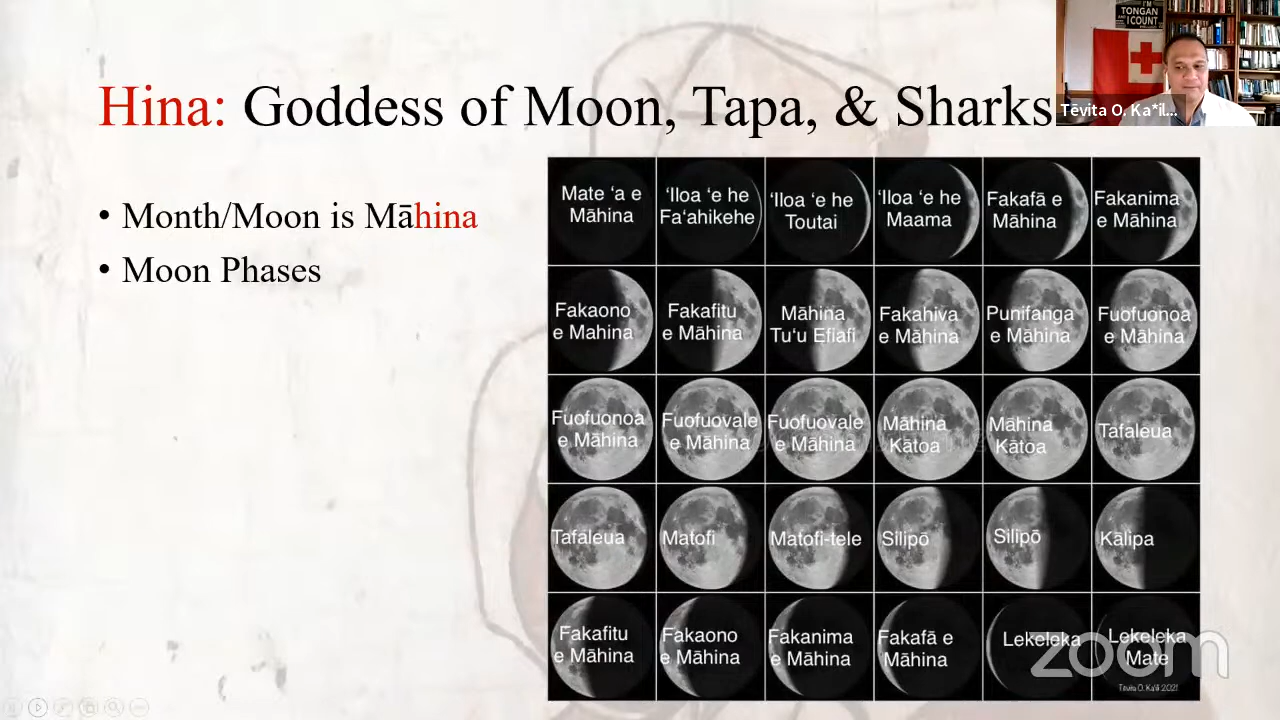 I'M
TONGAN
AND I COUNT
Tēvita O. Ka*ili...
Hina: Goddess of Moon, Tapa, & Sharks
• Month/Moon is Māhina
• Moon Phases
Mate ‘a e
Māhina
‘Iloa ‘e he
Fa‘ahikehe
‘Iloa ‘e he
Toutai
‘Iloa ‘e he
Maama
Fakafā e
Māhina
Fakanima
e Māhina
Fakaono
e Mahina
Fakafitu
e Māhina
Māhina
Tu‘u Efiafi
Fakahiva
e Māhina
Punifanga
e Māhina
Fuofuonoa
e Māhina
Fuofuonoa
e Māhina
Fuofuovale
e Māhina
Fuofuovale
e Māhina
Māhina
Kātoa
Māhina
Kātoa
Tafaleua
Tafaleua
Matofi
Matofi-tele
Silipō
Silipō
Kālipa
Fakafitu
e Māhina
Fakaono
e Māhina
Fakanima
e Māhina
Fakafā e
Māhina
Lekeleka
Lekeleka
Mate
Tēvita O. Ka‘ili 2021
zoom